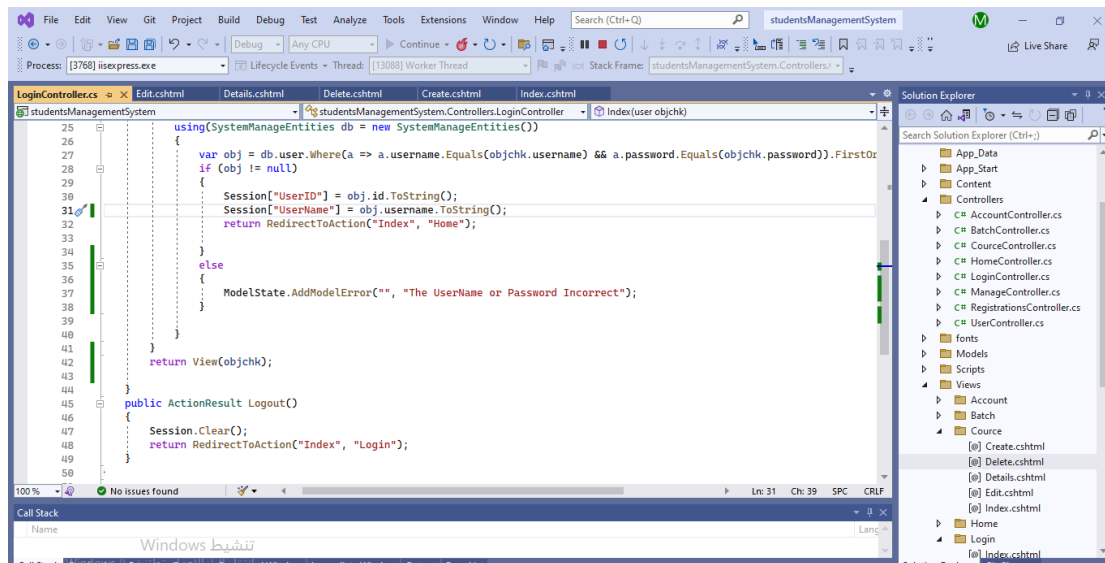 File Edit View Git Project Build Debug Test Analyze Tools Extensions Window Help Search (Ctrl+Q) studentsManagementSystem M
Debug Any CPU Continue Live Share
Process: [3768] iisexpress.exe Lifecycle Events Thread: [13088] Worker Thread Stack Frame: studentsManagementSystem.Controllers.
LoginController.cs Edit.cshtml Details.cshtml Delete.cshtml Create.cshtml Index.cshtml
studentsManagementSystem studentsManagementSystem.Controllers.LoginController Index(user objchk)
25 using(SystemManageEntities db = new SystemManageEntities())
26 {
27 var obj = db.user.Where(a => a.username.Equals(objchk.username) && a.password.Equals(objchk.password)).FirstOr
28 if (obj != null)
29 {
30 Session["UserID"] = obj.id.ToString();
31 Session["UserName"] = obj.username.ToString();
32 return RedirectToAction("Index", "Home");
33
34 }
35 else
36 {
37 ModelState.AddModelError("", "The UserName or Password Incorrect");
38 }
39
40 }
41 }
42 return View(objchk);
43
44 }
45 public ActionResult Logout()
46 {
47 Session.Clear();
48 return RedirectToAction("Index", "Login");
49 }
50
100 % No issues found Ln: 31 Ch: 39 SPC CRLF
Call Stack
Name Lang
تنشيط Windows
Solution Explorer
Search Solution Explorer (Ctrl+;)
App_Data
App_Start
Content
Controllers
C# AccountController.cs
C# BatchController.cs
C# CourceController.cs
C# HomeController.cs
C# LoginController.cs
C# ManageController.cs
C# RegistrationsController.cs
C# UserController.cs
fonts
Models
Scripts
Views
Account
Batch
Cource
[@] Create.cshtml
[@] Delete.cshtml
[@] Details.cshtml
[@] Edit.cshtml
[@] Index.cshtml
Home
Login
[@] Index.cshtml